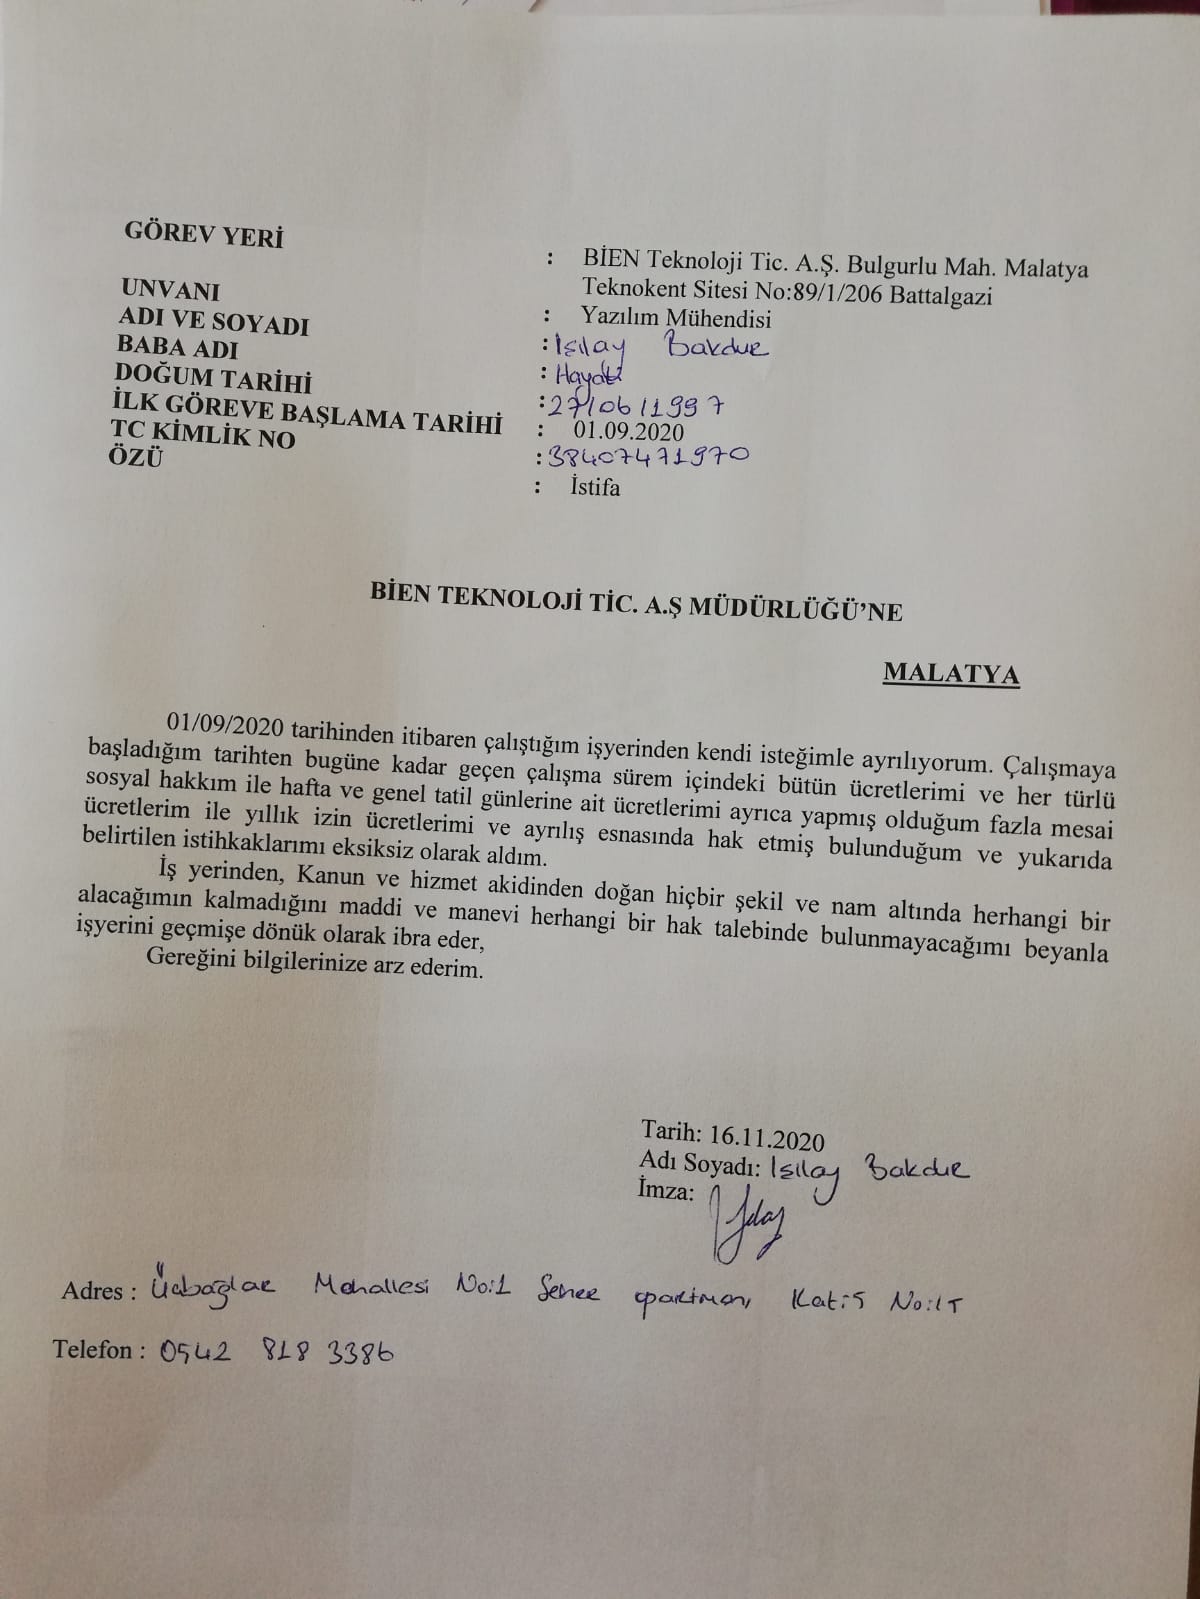 GÖREV YERİ : BİEN Teknoloji Tic. A.Ş. Bulgurlu Mah. Malatya
Teknokent Sitesi No:89/1/206 Battalgazi
UNVANI : Yazılım Mühendisi
ADI VE SOYADI : Işılay Bakdur
BABA ADI : Hayati
DOĞUM TARİHİ : 27/06/1997
İLK GÖREVE BAŞLAMA TARİHİ : 01.09.2020
TC KİMLİK NO : 38407471970
ÖZÜ : İstifa
BİEN TEKNOLOJİ TİC. A.Ş MÜDÜRLÜĞÜ'NE
MALATYA
01/09/2020 tarihinden itibaren çalıştığım işyerinden kendi isteğimle ayrılıyorum. Çalışmaya
başladığım tarihten bugüne kadar geçen çalışma sürem içindeki bütün ücretlerimi ve her türlü
sosyal hakkım ile hafta ve genel tatil günlerine ait ücretlerimi ayrıca yapmış olduğum fazla mesai
ücretlerim ile yıllık izin ücretlerimi ve ayrılış esnasında hak etmiş bulunduğum ve yukarıda
belirtilen istihkaklarımı eksiksiz olarak aldım.
İş yerinden, Kanun ve hizmet akidinden doğan hiçbir şekil ve nam altında herhangi bir
alacağımın kalmadığını maddi ve manevi herhangi bir hak talebinde bulunmayacağımı beyanla
işyerini geçmişe dönük olarak ibra eder,
Gereğini bilgilerinize arz ederim.
Tarih: 16.11.2020
Adı Soyadı: Işılay Bakdur
İmza:
Adres : Üçbağlar Mahallesi No:1 Şener apartmanı Kat:5 No:15
Telefon : 0542 818 3386